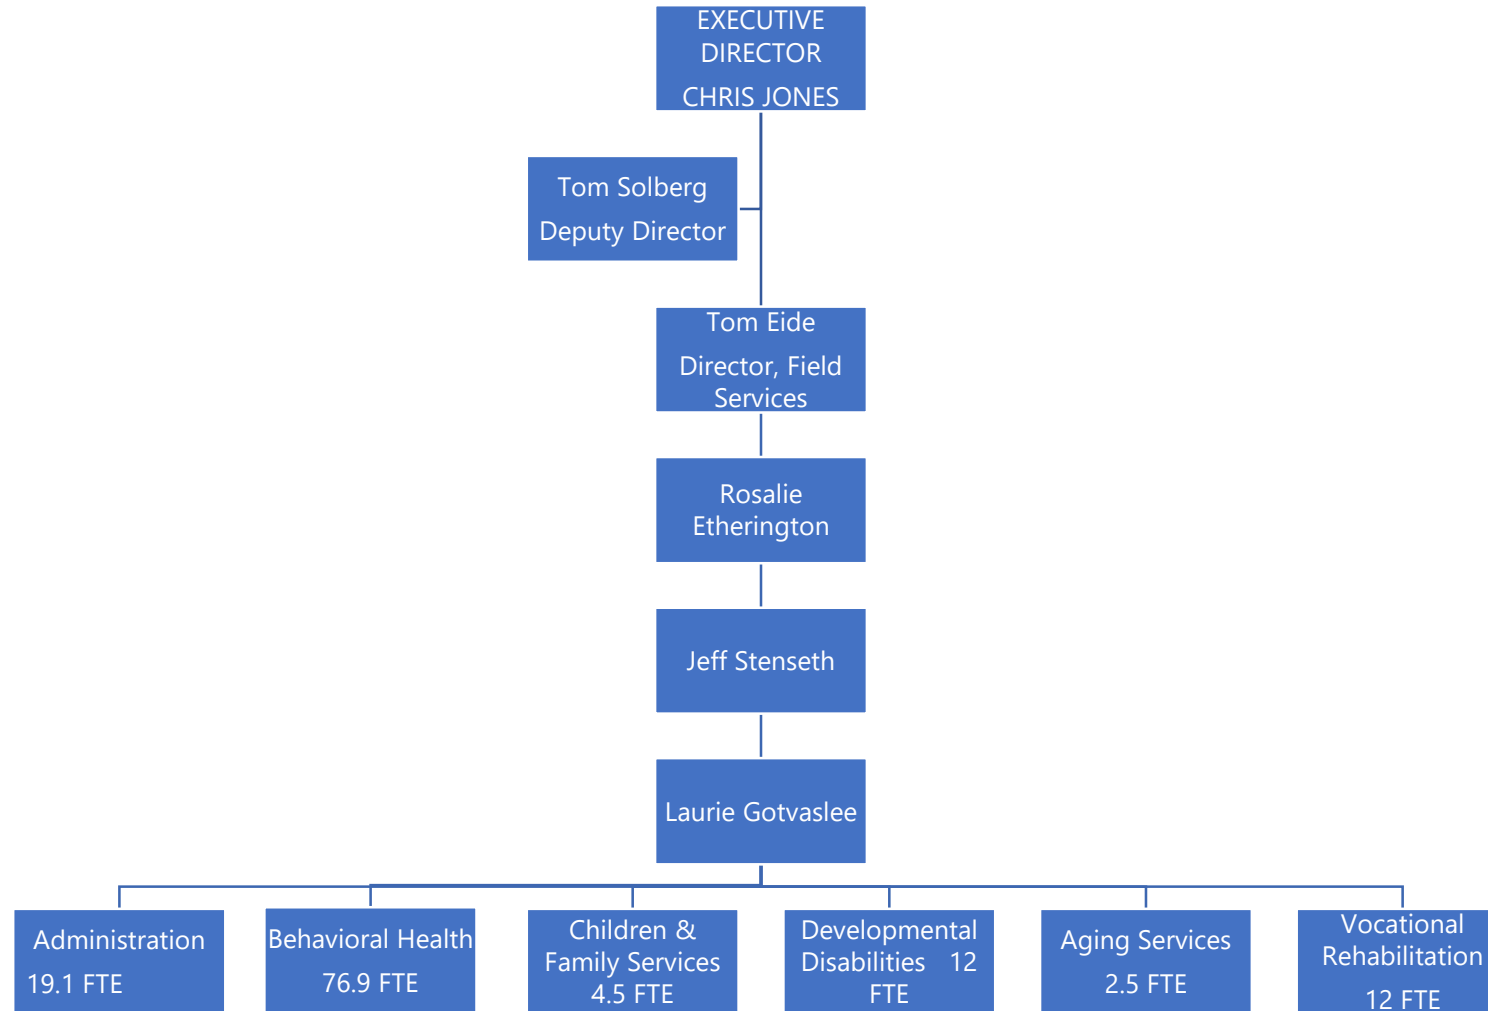 EXECUTIVE
DIRECTOR
CHRIS JONES
Tom Solberg
Deputy Director
Tom Eide
Director, Field
Services
Rosalie
Etherington
Jeff Stenseth
Laurie Gotvaslee
Administration
19.1 FTE
Behavioral Health
76.9 FTE
Children &
Family Services
4.5 FTE
Developmental
Disabilities 12
FTE
Aging Services
2.5 FTE
Vocational
Rehabilitation
12 FTE